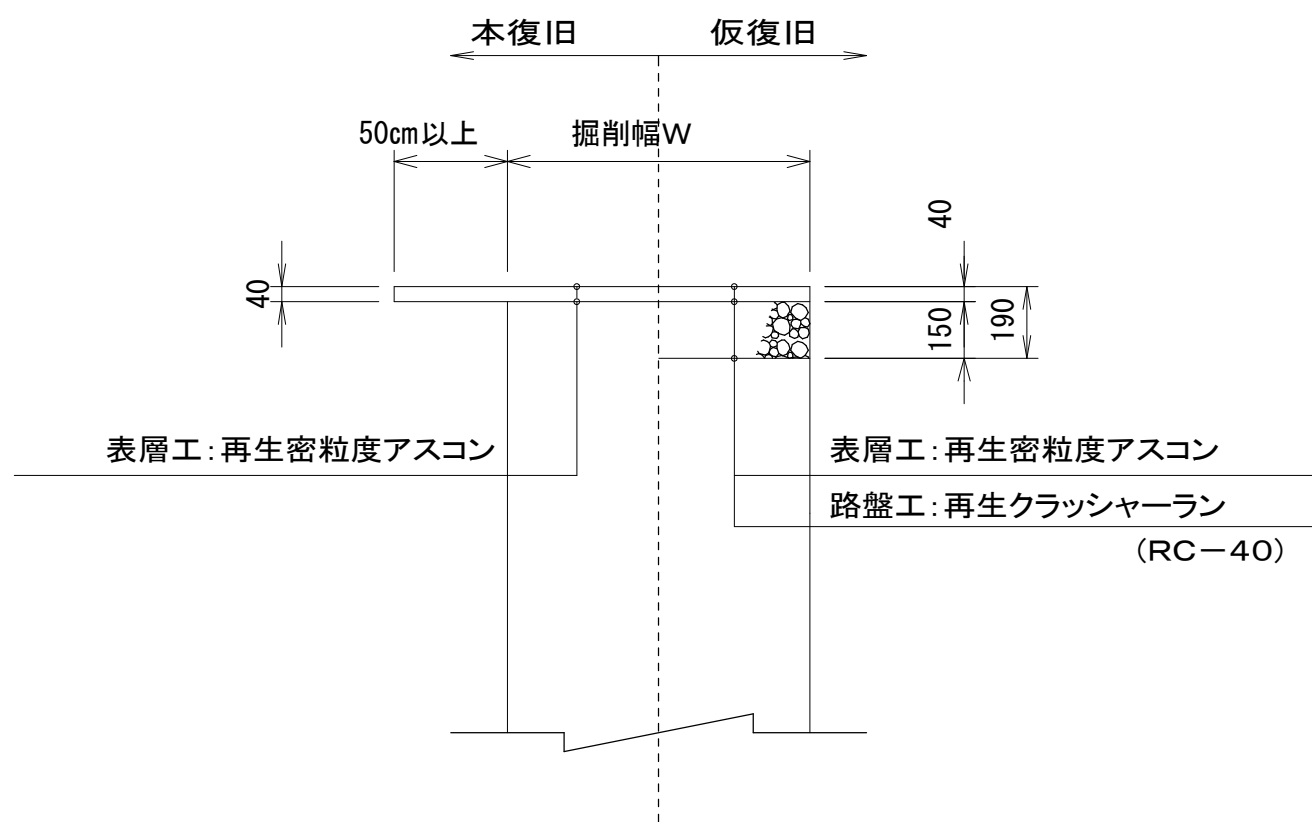 本復旧
仮復旧
50cm以上
掘削幅W
40
40
150
190
表層工：再生密粒度アスコン
表層工：再生密粒度アスコン
路盤工：再生クラッシャーラン
（RC－40）